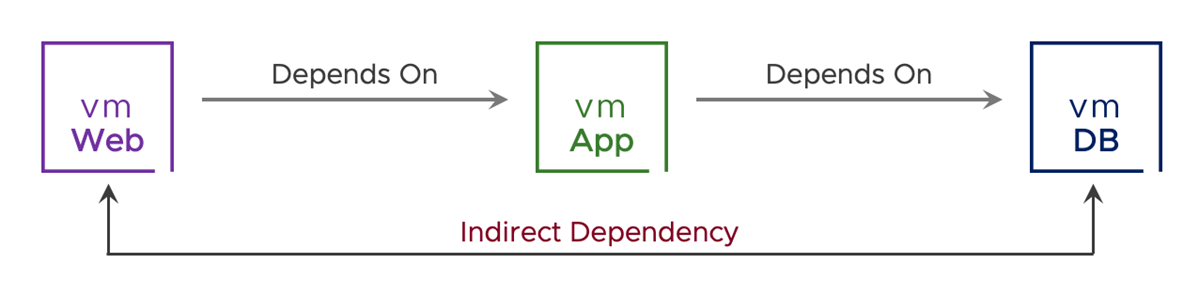 Depends On
Depends On
vm
Web
vm
App
vm
DB
Indirect Dependency